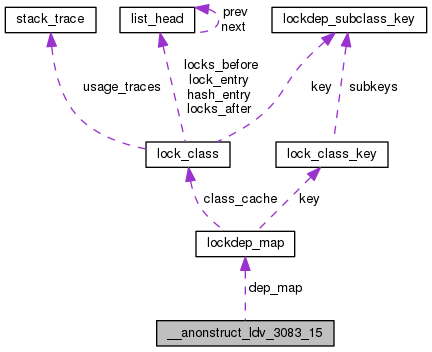 stack_trace
list_head
prev
next
lockdep_subclass_key
usage_traces
locks_before
lock_entry
hash_entry
locks_after
key
subkeys
lock_class
lock_class_key
class_cache
key
lockdep_map
dep_map
__anonstruct_ldv_3083_15